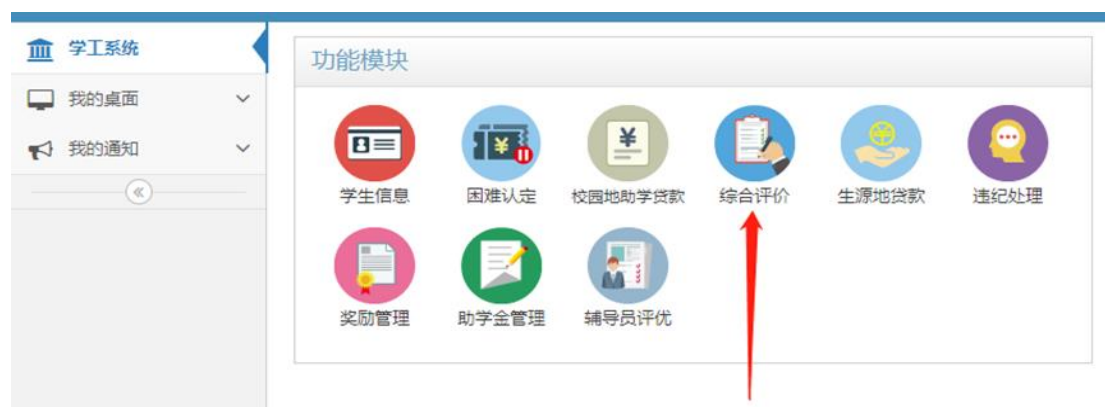 学工系统
我的桌面
我的通知
功能模块
学生信息 困难认定 校园地助学贷款 综合评价 生源地贷款 违纪处理
奖励管理 助学金管理 辅导员评优